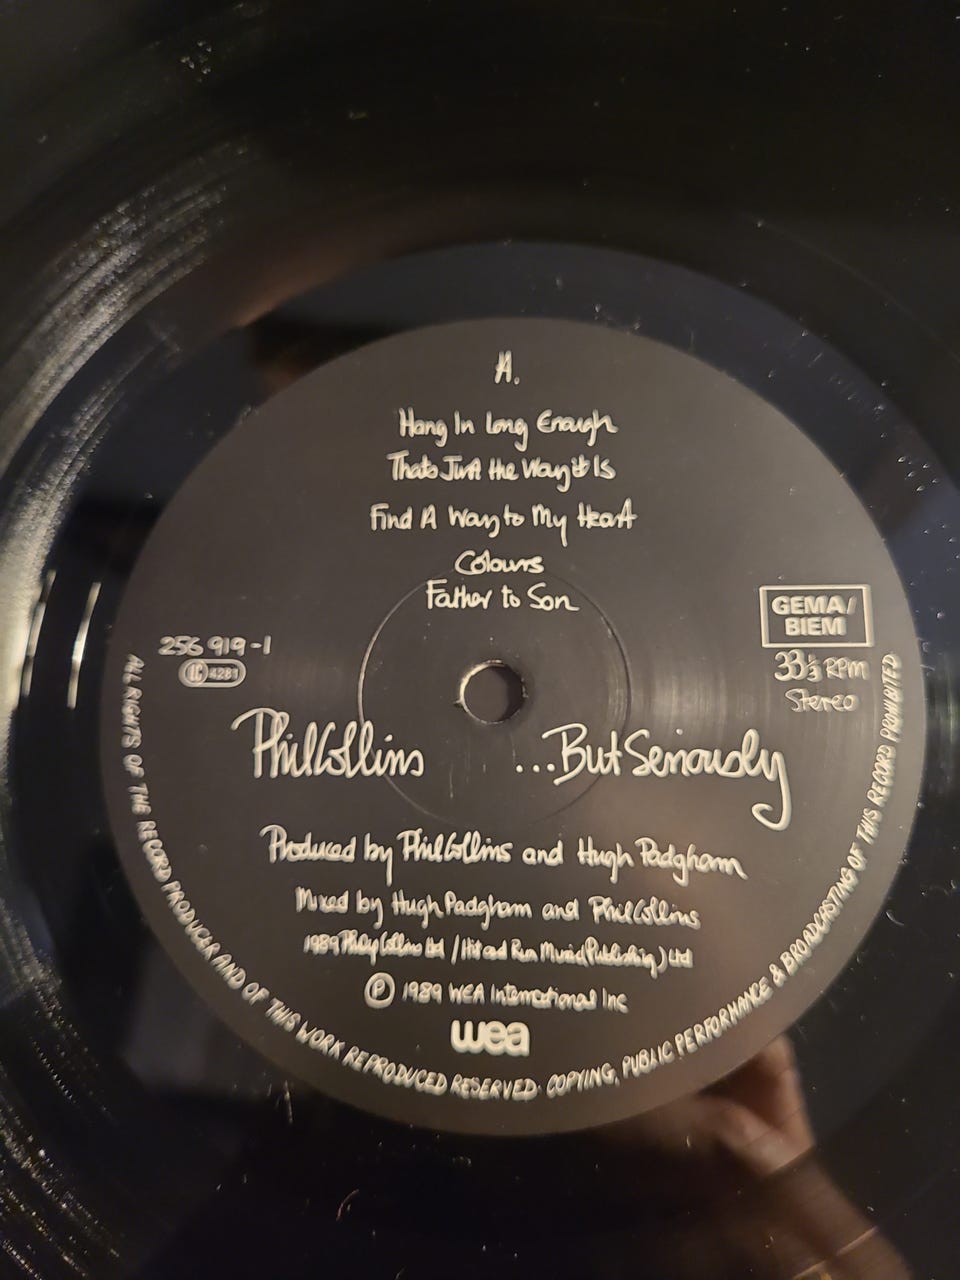 A.
Hang In Long Enough
Thats Just the Way it Is
Find A Way to My Heart
Colours
Father to Son
256 919-1
LC 4281
GEMA/
BIEM
33⅓ RPM
Stereo
Phil Collins
...But Seriously
Produced by Phil Collins and Hugh Padgham
Mixed by Hugh Padgham and Phil Collins
1989 Philip Collins Ltd / Hit and Run Music (Publishing) Ltd
Ⓟ 1989 WEA International Inc
wea
ALL RIGHTS OF THE RECORD PRODUCER AND OF THIS WORK REPRODUCED RESERVED· COPYING, PUBLIC PERFORMANCE & BROADCASTING OF THIS RECORD PROHIBITED